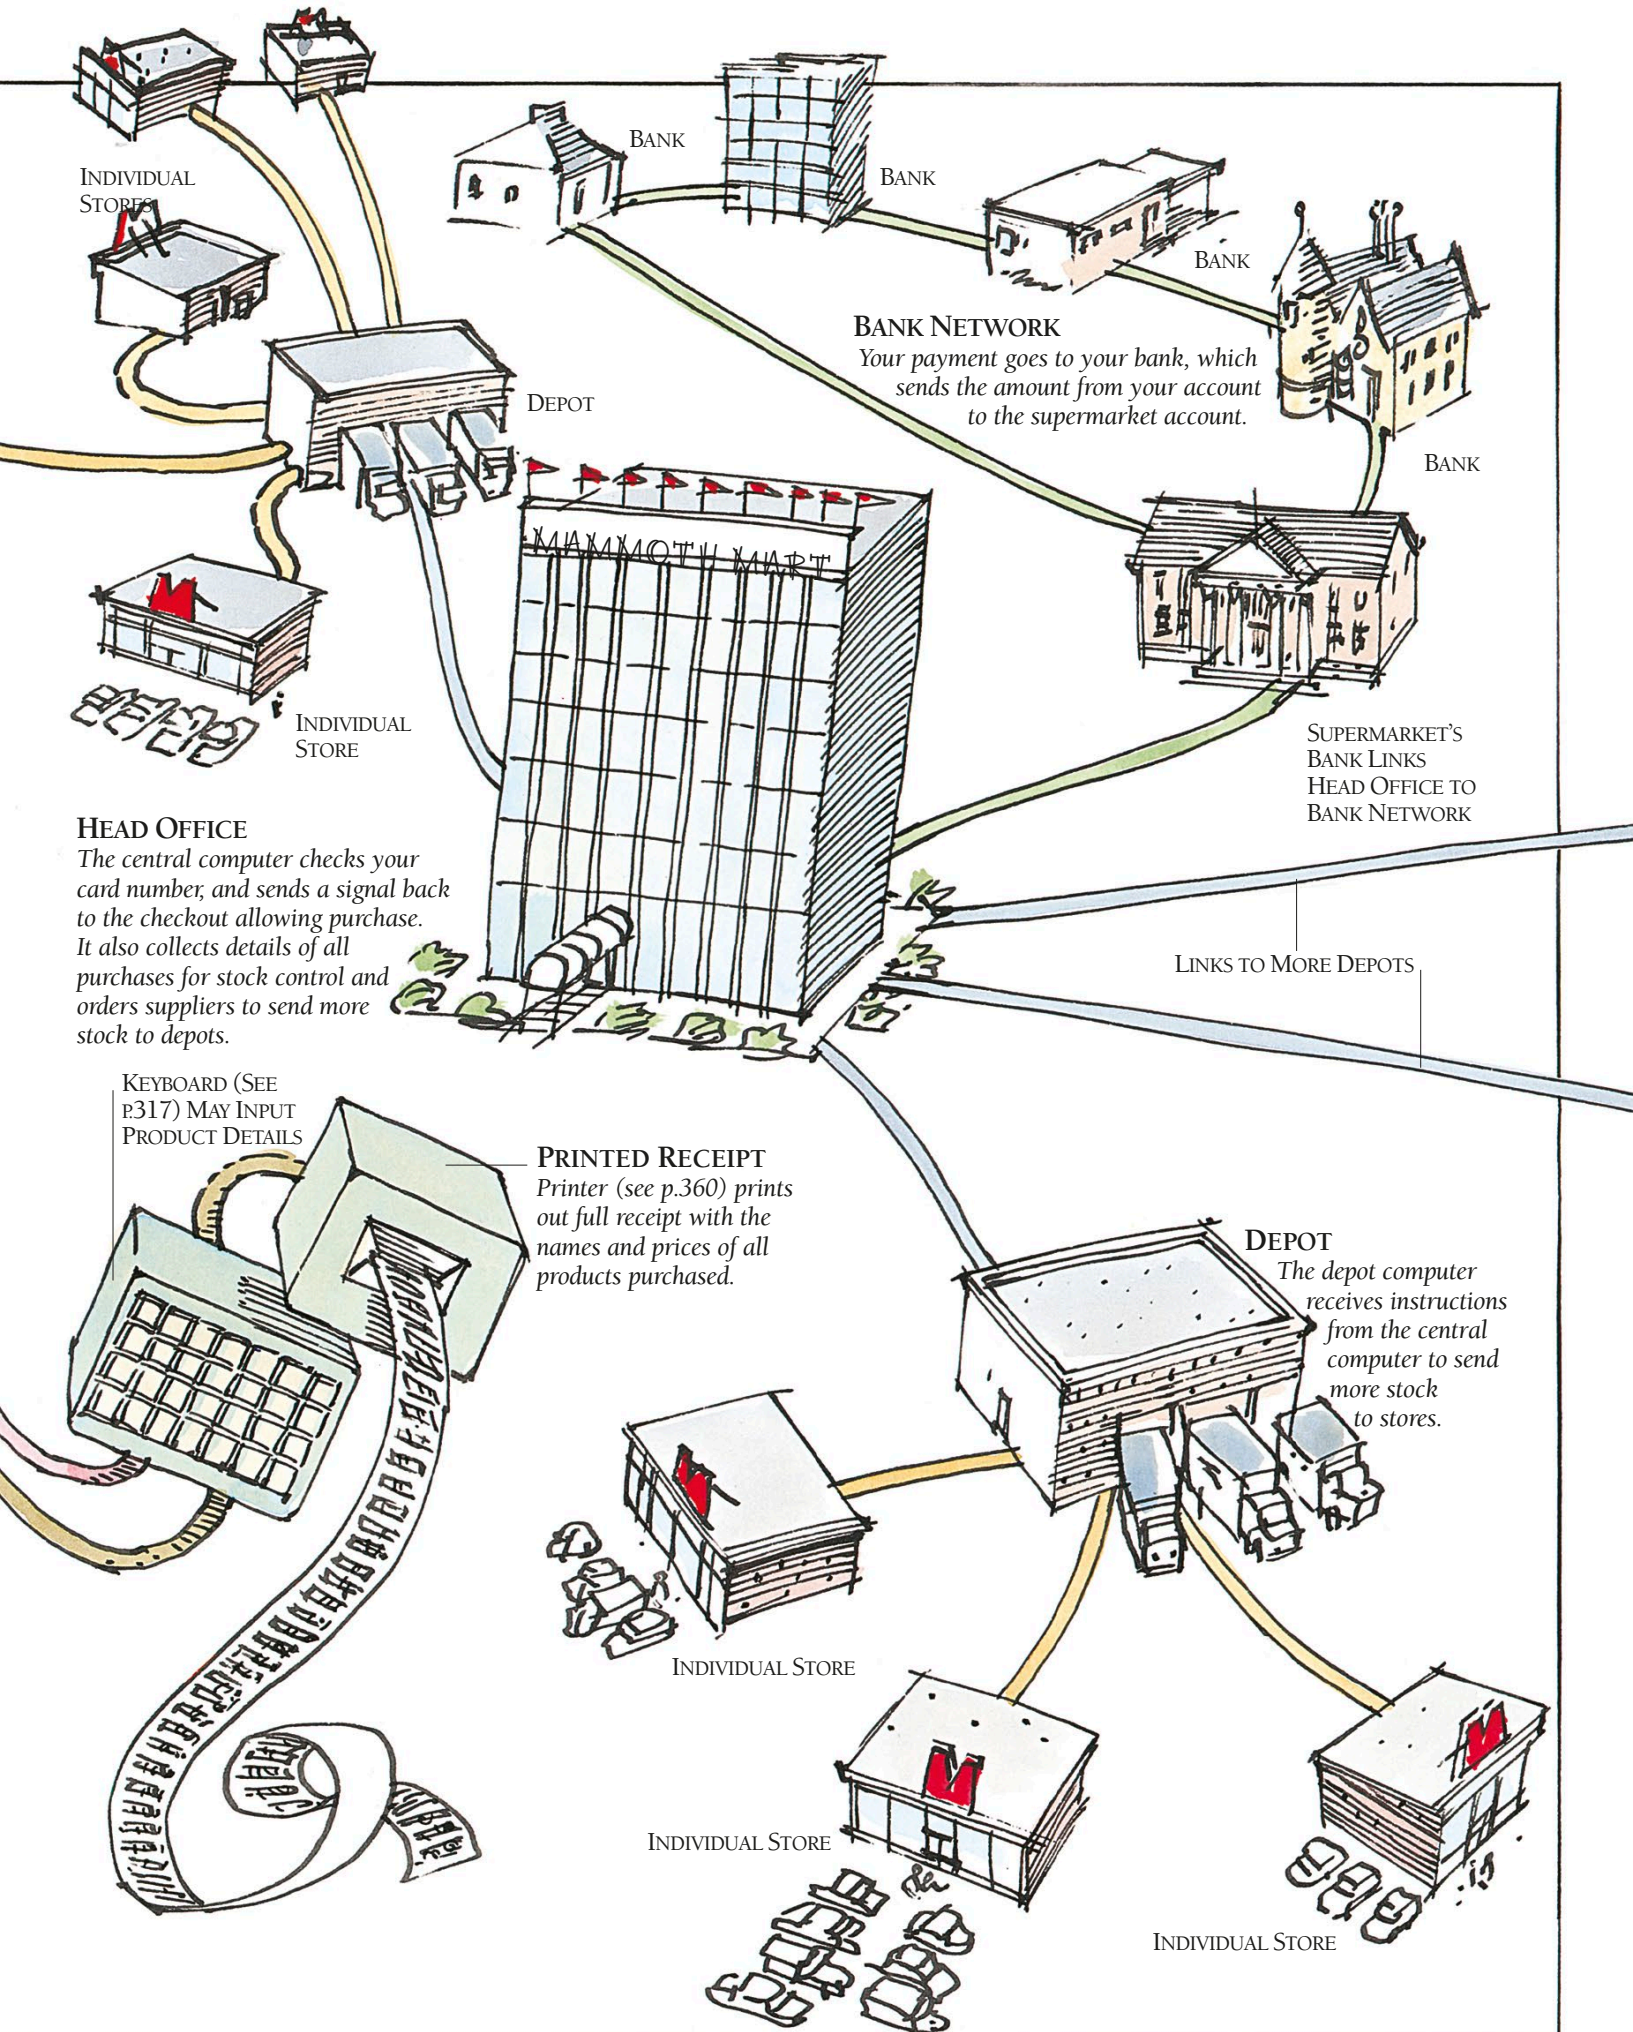 INDIVIDUAL
STORES
BANK
BANK
BANK
BANK NETWORK
Your payment goes to your bank, which
sends the amount from your account
to the supermarket account.
DEPOT
BANK
MAMMOTH MART
INDIVIDUAL
STORE
SUPERMARKET'S
BANK LINKS
HEAD OFFICE TO
BANK NETWORK
HEAD OFFICE
The central computer checks your
card number, and sends a signal back
to the checkout allowing purchase.
It also collects details of all
purchases for stock control and
orders suppliers to send more
stock to depots.
LINKS TO MORE DEPOTS
KEYBOARD (SEE
P.317) MAY INPUT
PRODUCT DETAILS
PRINTED RECEIPT
Printer (see p.360) prints
out full receipt with the
names and prices of all
products purchased.
DEPOT
The depot computer
receives instructions
from the central
computer to send
more stock
to stores.
M
INDIVIDUAL STORE
M
M
INDIVIDUAL STORE
INDIVIDUAL STORE